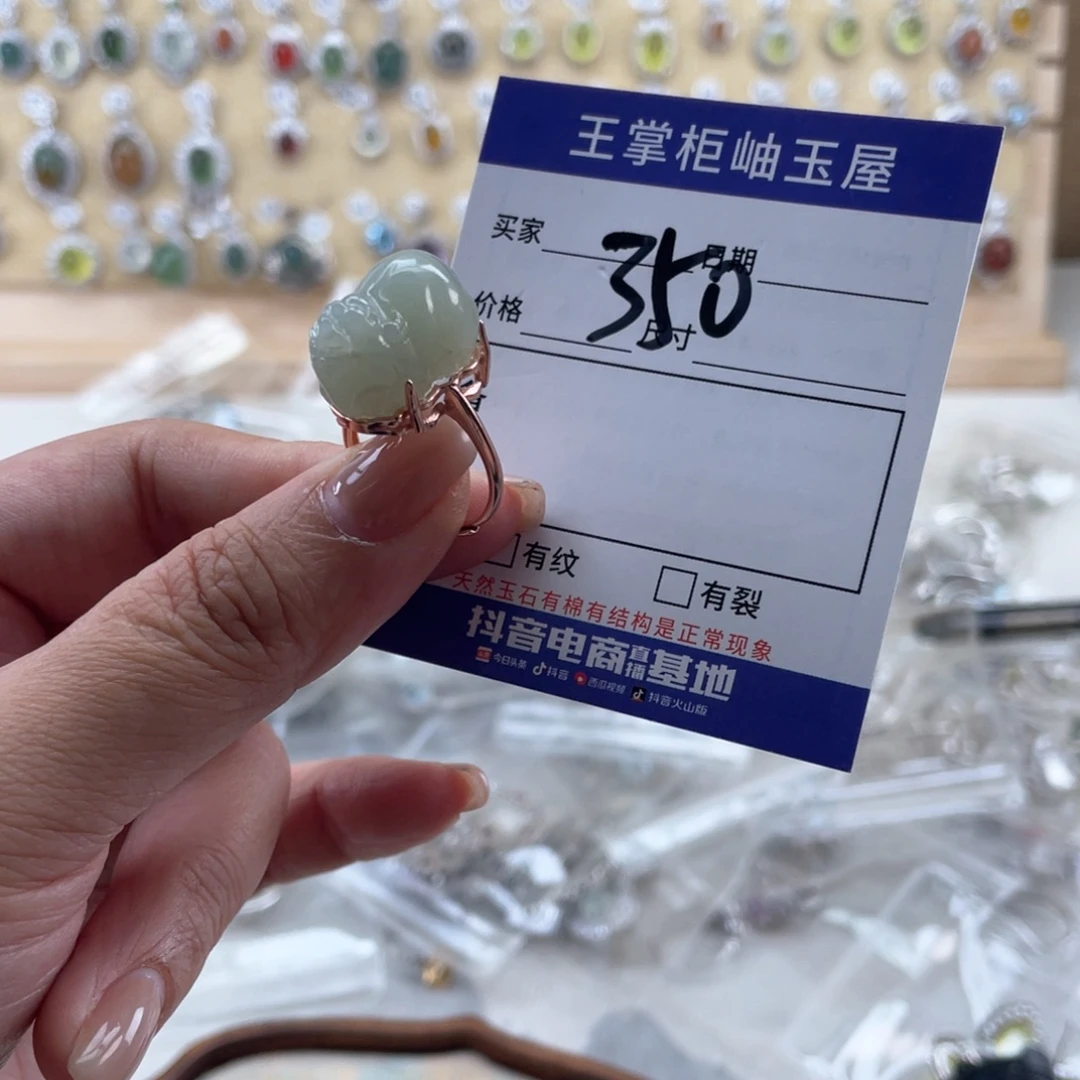 王掌柜岫玉屋
买家 日期
350
价格 尺寸
有纹 有裂
天然玉石有棉有结构是正常现象
抖音电商直播基地
今日头条 抖音 西瓜视频 抖音火山版